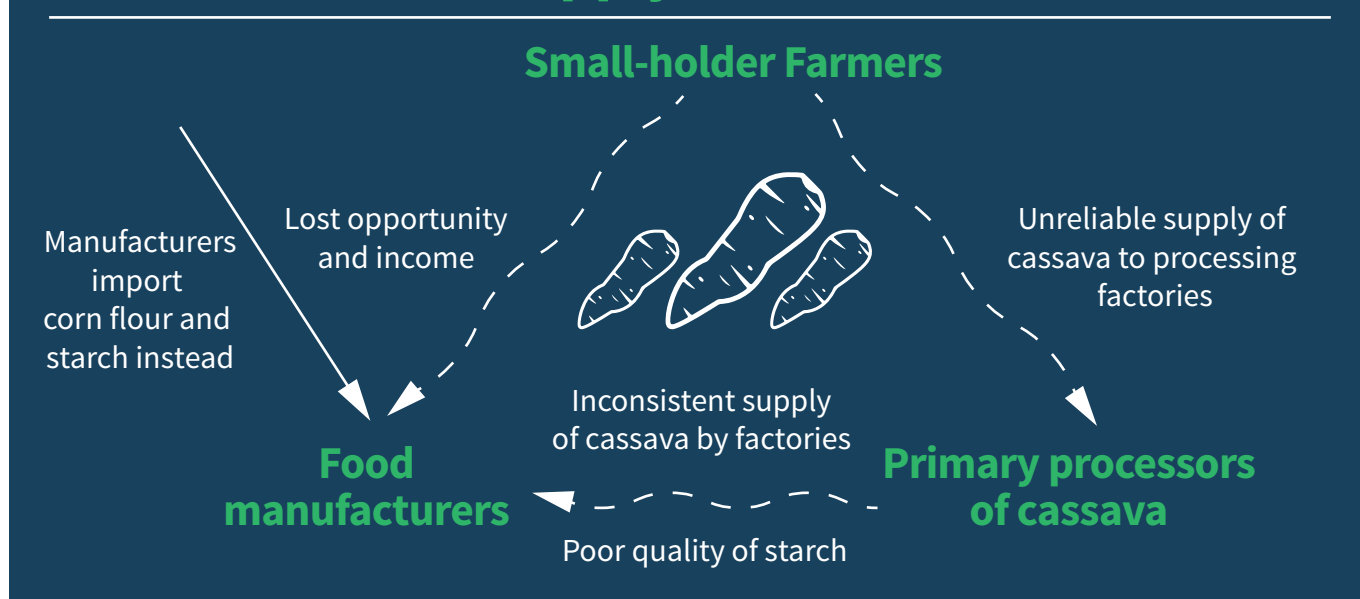 Small-holder Farmers
Lost opportunity
and income
Manufacturers
import
corn flour and
starch instead
Unreliable supply of
cassava to processing
factories
Inconsistent supply
of cassava by factories
Food
manufacturers
Primary processors
of cassava
Poor quality of starch